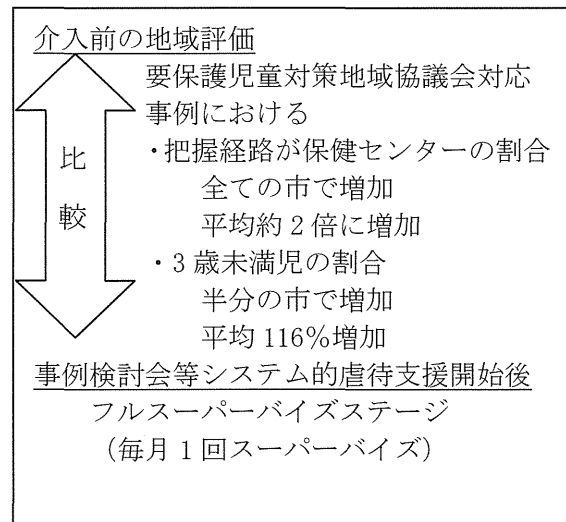 介入前の地域評価
要保護児童対策地域協議会対応
事例における
・把握経路が保健センターの割合
全ての市で増加
平均約2倍に増加
・3歳未満児の割合
半分の市で増加
平均116%増加
比較
事例検討会等システム的虐待支援開始後
フルスーパーバイズステージ
(毎月1回スーパーバイズ)